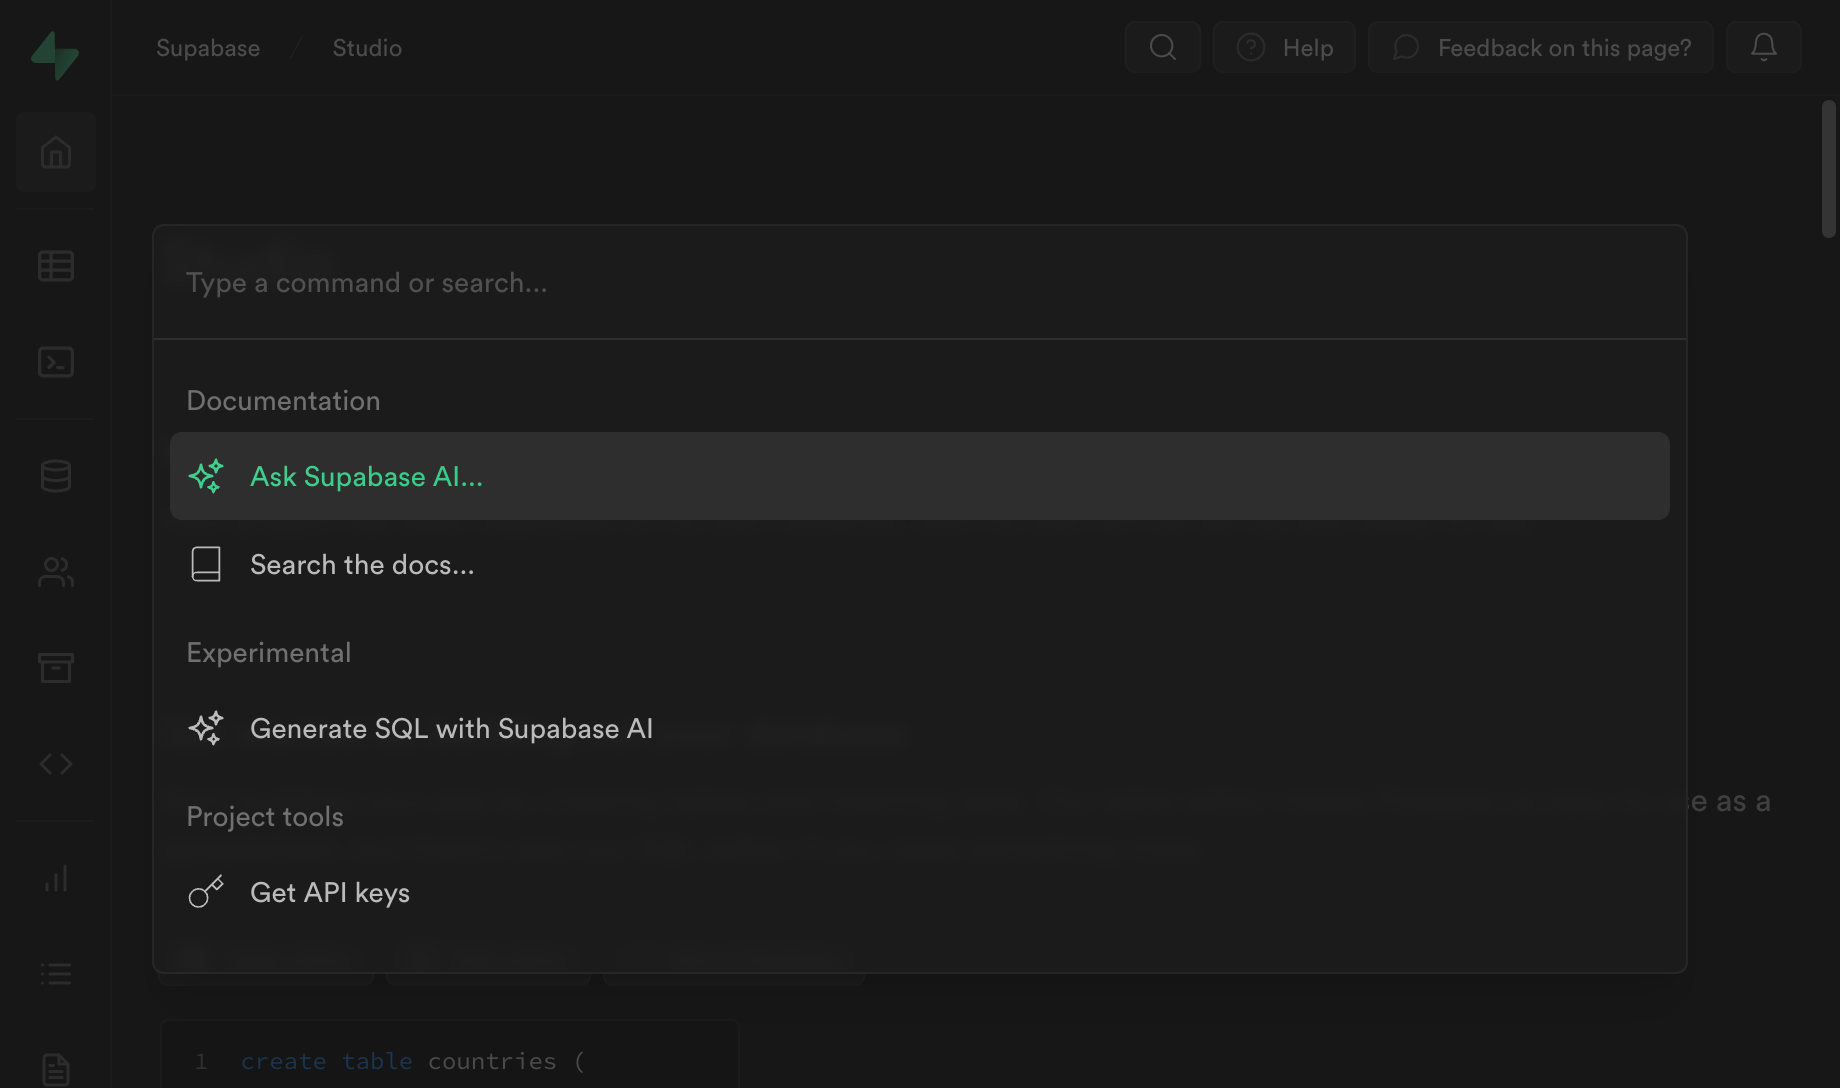 Supabase / Studio
Help
Feedback on this page?
Type a command or search...
Documentation
Ask Supabase AI...
Search the docs...
Experimental
Generate SQL with Supabase AI
Project tools
se as a
Get API keys
1 create table countries (